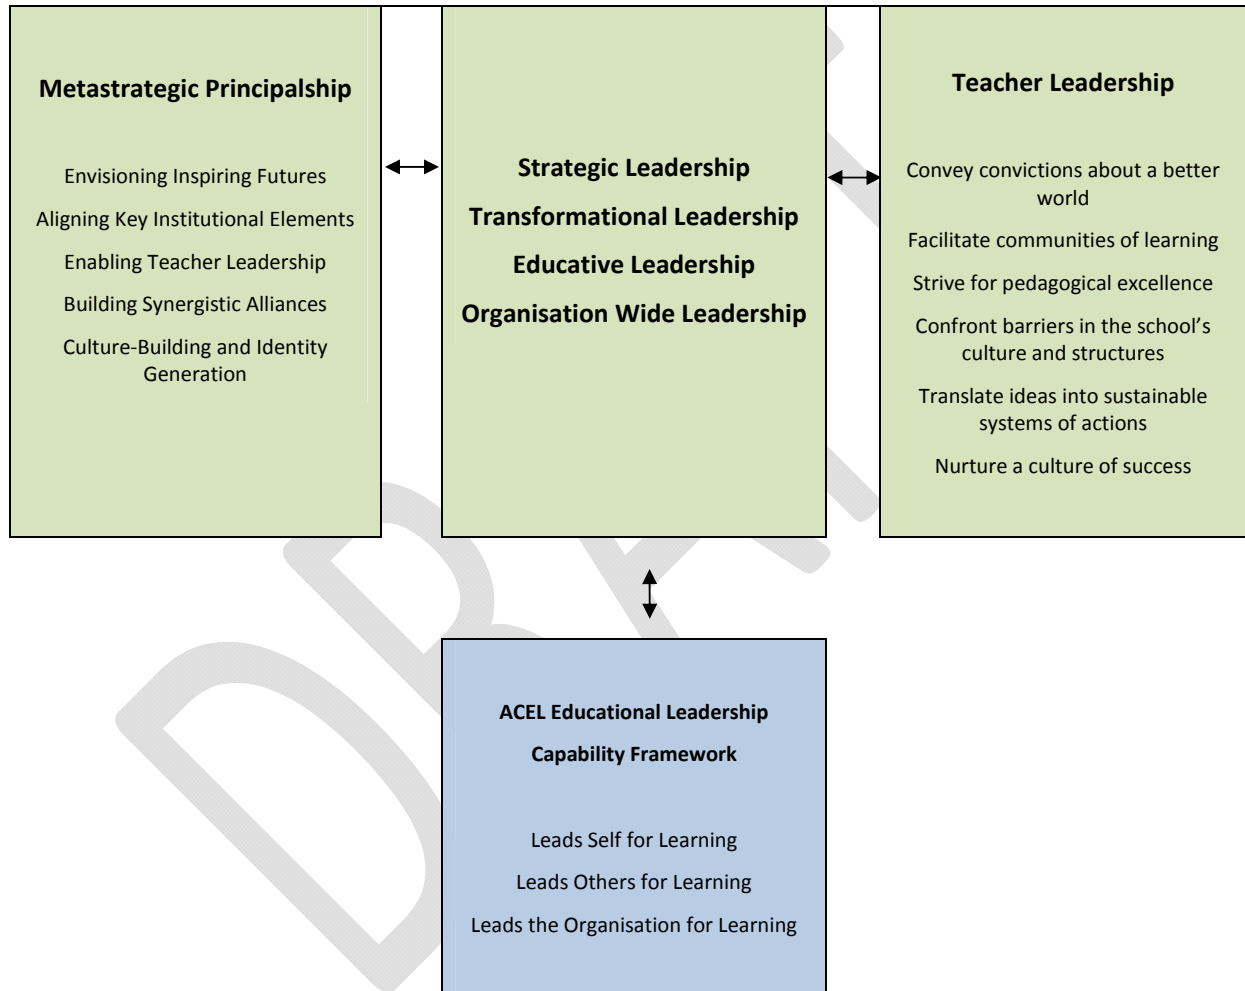 Metastrategic Principalship
Envisioning Inspiring Futures
Aligning Key Institutional Elements
Enabling Teacher Leadership
Building Synergistic Alliances
Culture-Building and Identity
Generation
Strategic Leadership
Transformational Leadership
Educative Leadership
Organisation Wide Leadership
Teacher Leadership
Convey convictions about a better
world
Facilitate communities of learning
Strive for pedagogical excellence
Confront barriers in the school’s
culture and structures
Translate ideas into sustainable
systems of actions
Nurture a culture of success
ACEL Educational Leadership
Capability Framework
Leads Self for Learning
Leads Others for Learning
Leads the Organisation for Learning
DRAFT